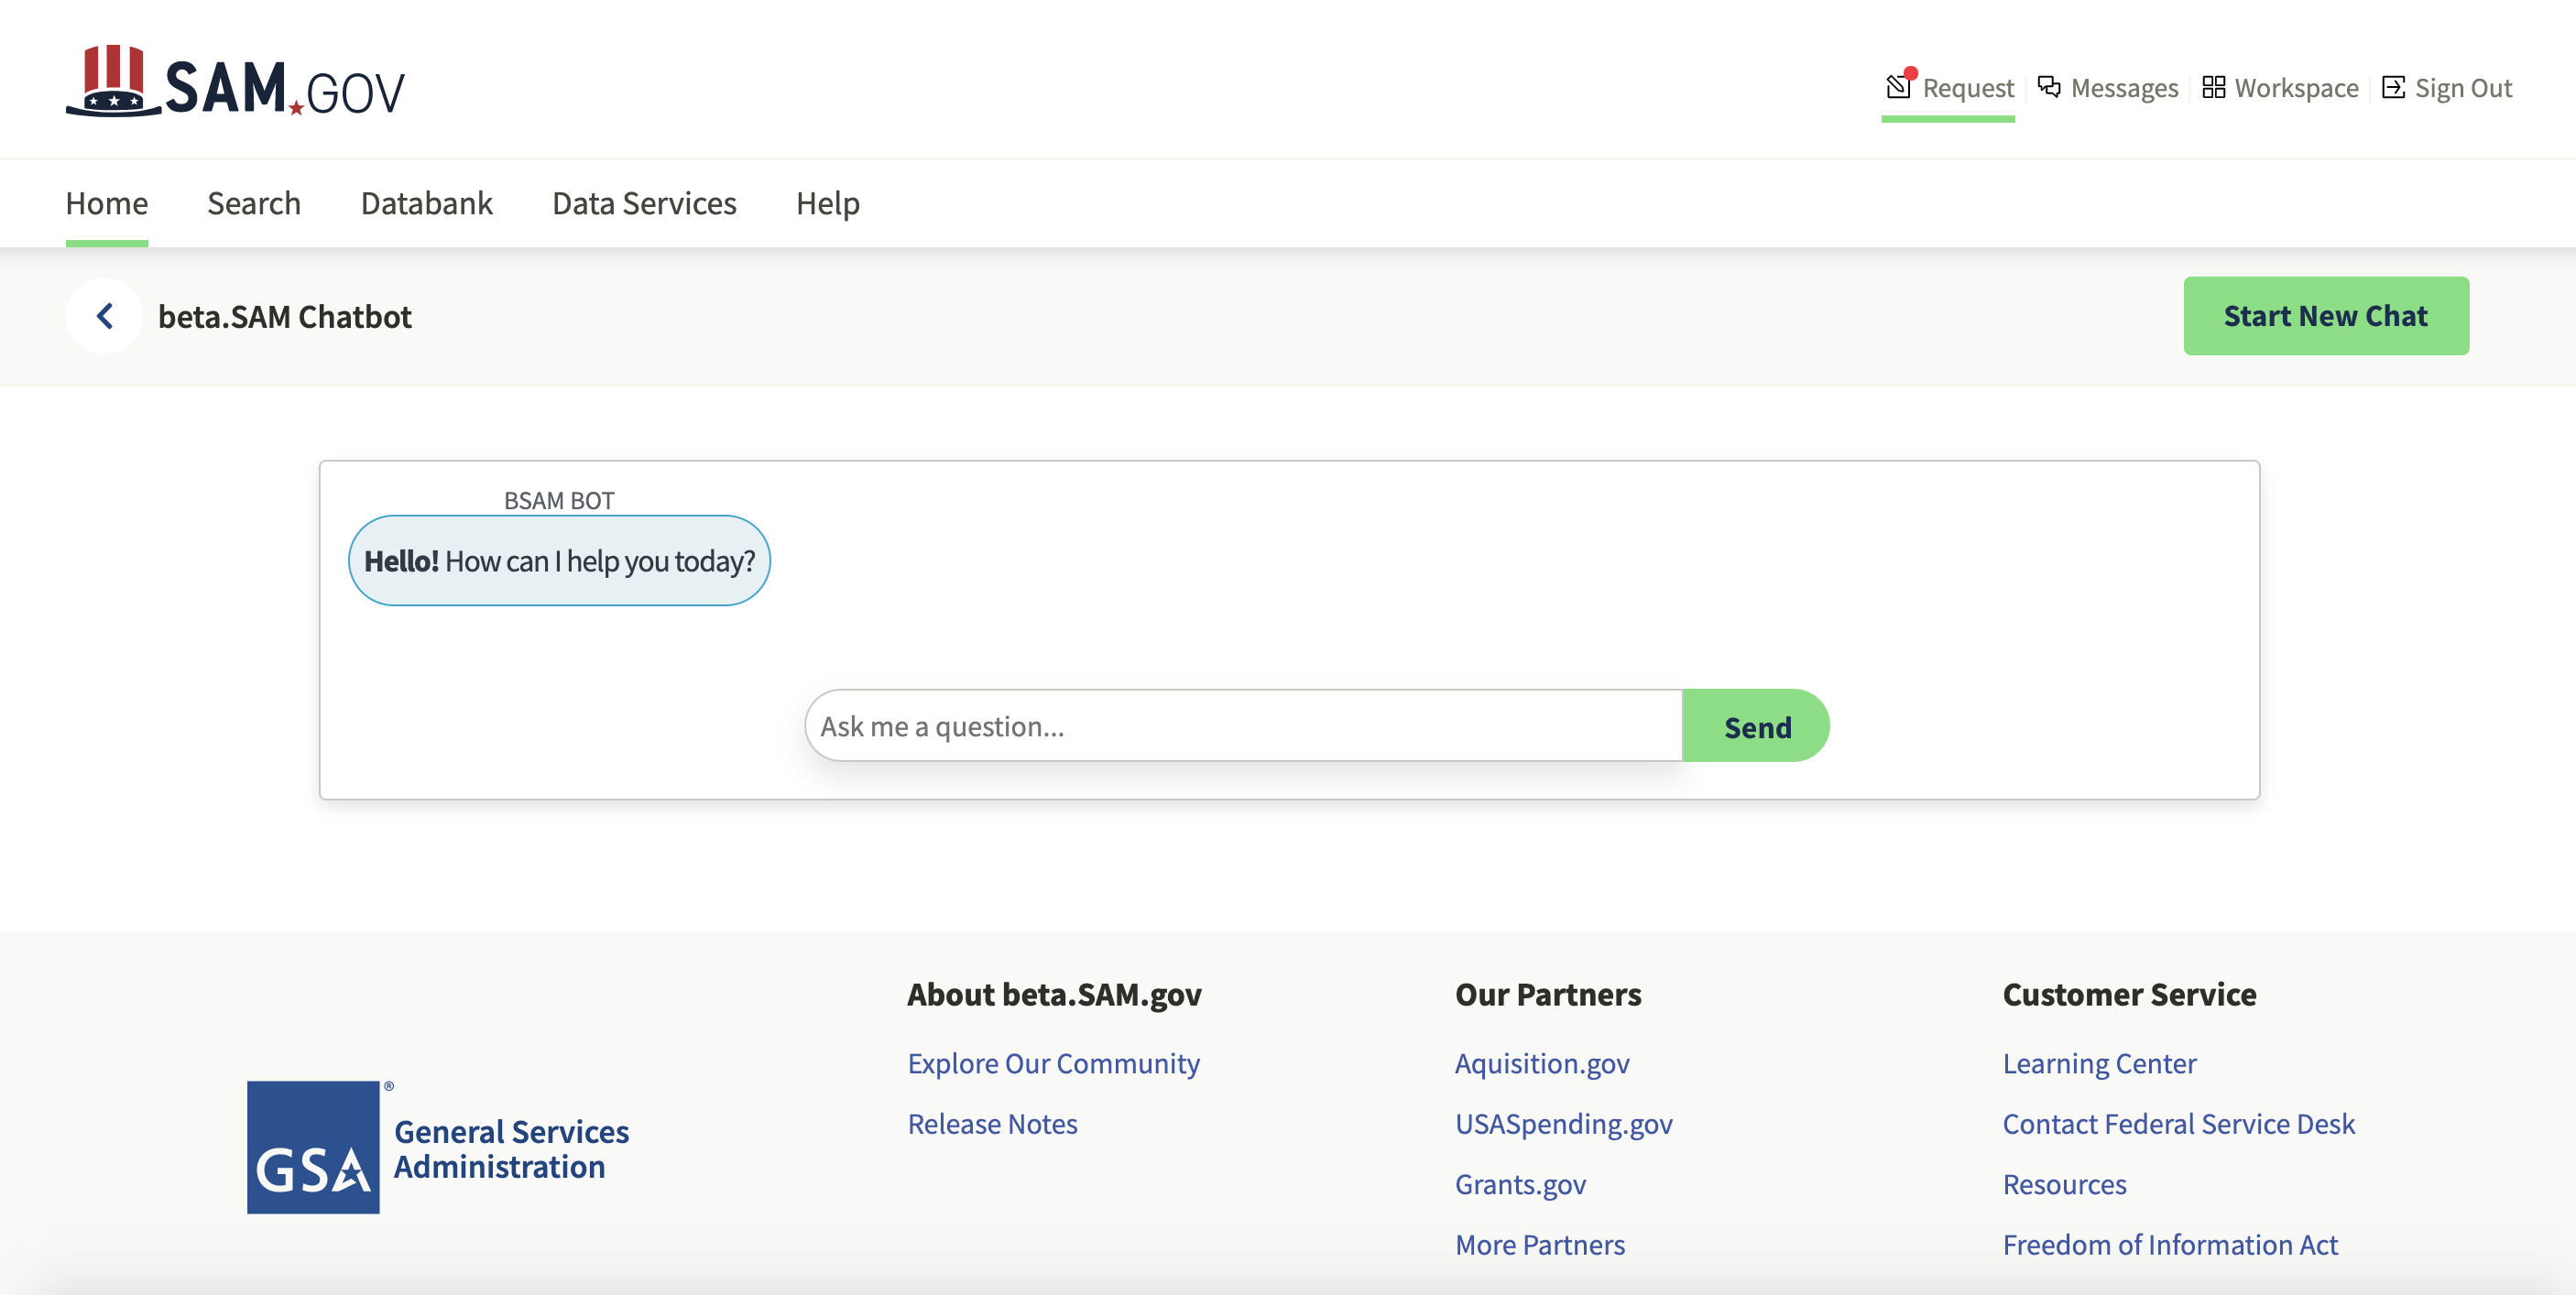 SAM.GOV
Request Messages Workspace Sign Out
Home Search Databank Data Services Help
beta.SAM Chatbot
Start New Chat
BSAM BOT
Hello! How can I help you today?
Ask me a question...
Send
About beta.SAM.gov
Explore Our Community
Release Notes
Our Partners
Aquisition.gov
USASpending.gov
Grants.gov
More Partners
Customer Service
Learning Center
Contact Federal Service Desk
Resources
Freedom of Information Act
GSA ®
General Services
Administration